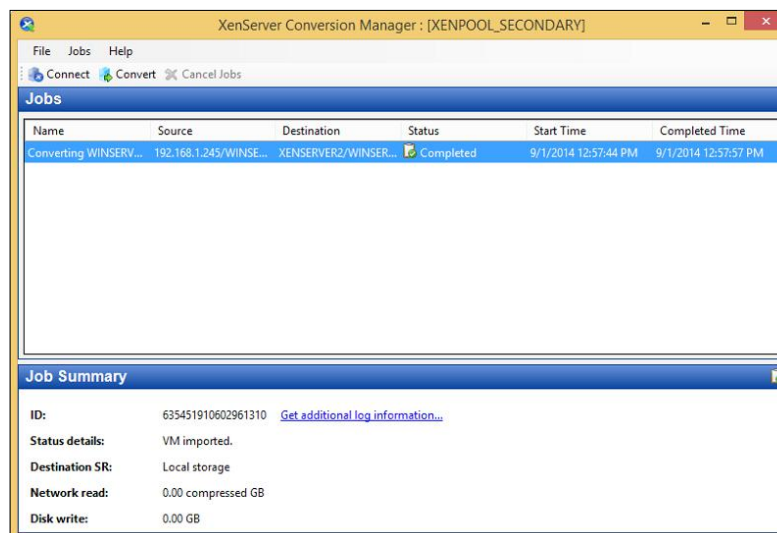 XenServer Conversion Manager : [XENPOOL_SECONDARY]
File Jobs Help
Connect Convert Cancel Jobs
Jobs
Name Source Destination Status Start Time Completed Time
Converting WINSERV... 192.168.1.245/WINSE... XENSERVER2/WINSER... Completed 9/1/2014 12:57:44 PM 9/1/2014 12:57:57 PM
Job Summary
ID: 635451910602961310 Get additional log information...
Status details: VM imported.
Destination SR: Local storage
Network read: 0.00 compressed GB
Disk write: 0.00 GB